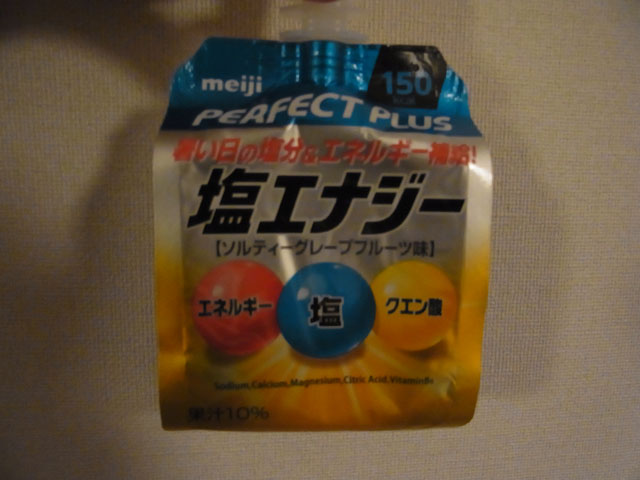 meiji
150
kcal
PERFECT PLUS
暑い日の塩分&エネルギー補給!
塩エナジー
【ソルティーグレープフルーツ味】
エネルギー
塩
クエン酸
Sodium,Calcium,Magnesium,Citric Acid,VitaminB₆
果汁10%